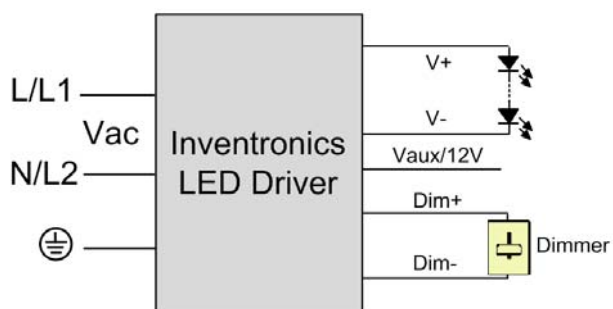 L/L1
Vac
N/L2
Inventronics
LED Driver
V+
V-
Vaux/12V
Dim+
Dim-
Dimmer